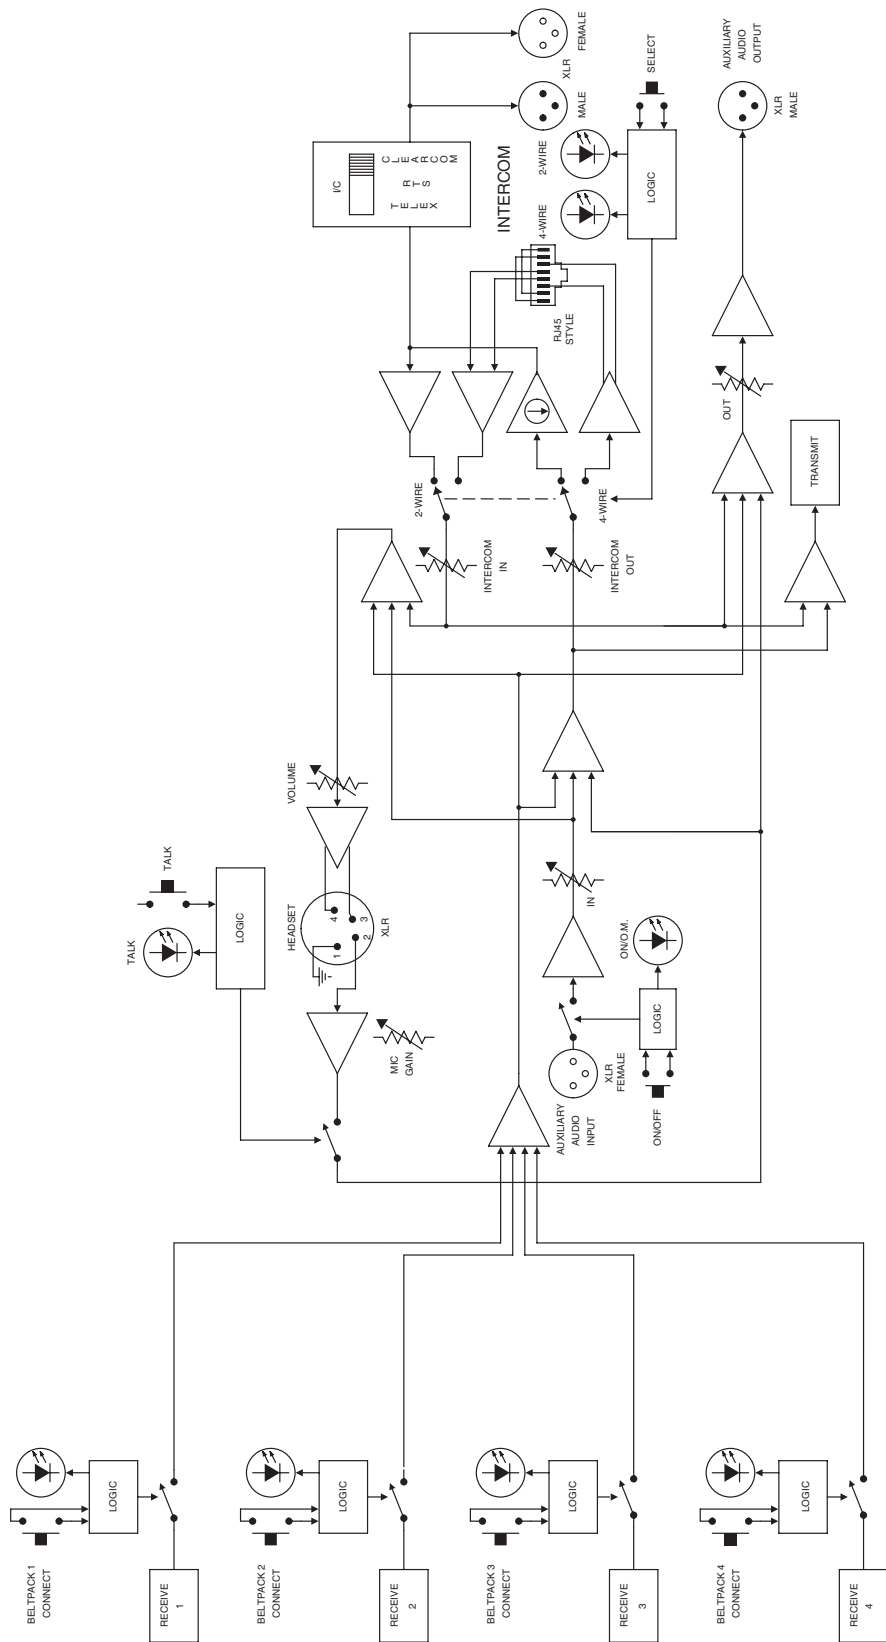 BELTPACK 1
CONNECT
LOGIC
RECEIVE
1
BELTPACK 2
CONNECT
LOGIC
RECEIVE
2
BELTPACK 3
CONNECT
LOGIC
RECEIVE
3
BELTPACK 4
CONNECT
LOGIC
RECEIVE
4
TALK
TALK
LOGIC
HEADSET
1
2
3
4
XLR
MIC
GAIN
VOLUME
AUXILIARY
AUDIO
INPUT
XLR
FEMALE
ON/OFF
LOGIC
ON/O.M.
IN
INTERCOM
IN
INTERCOM
OUT
2-WIRE
4-WIRE
I/C
TELEX
RTS
CLEARCOM
INTERCOM
RJ45
STYLE
XLR
MALE
FEMALE
4-WIRE
2-WIRE
LOGIC
SELECT
TRANSMIT
OUT
AUXILIARY
AUDIO
OUTPUT
XLR
MALE